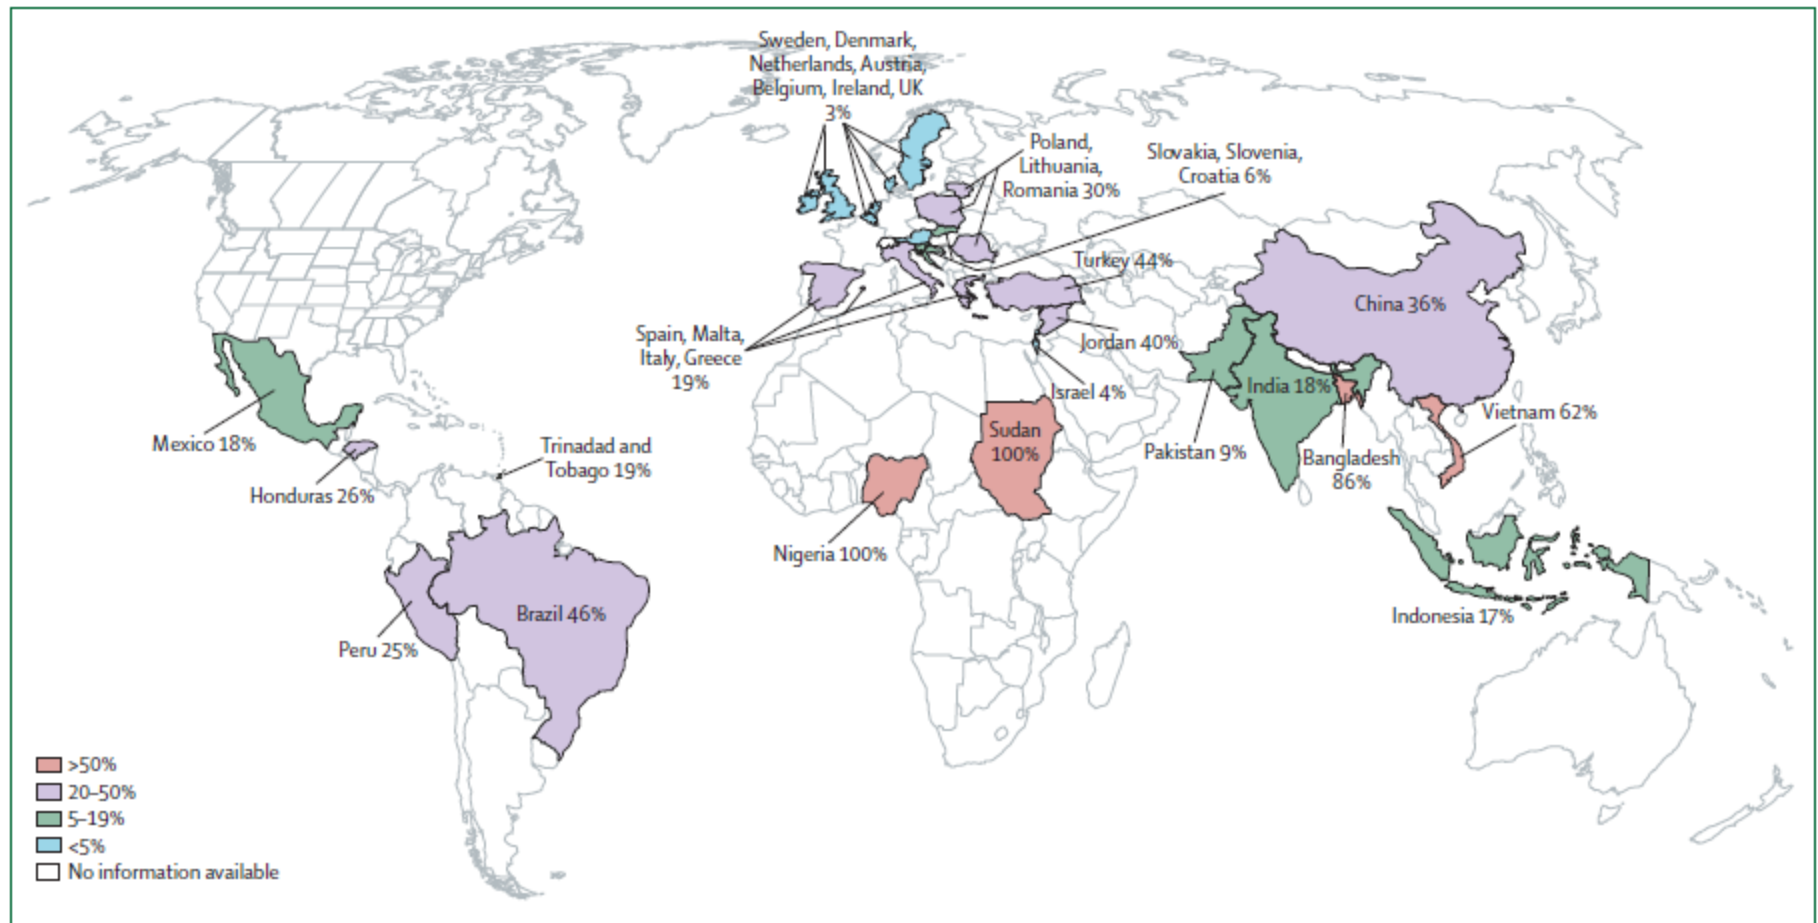 Sweden, Denmark,
Netherlands, Austria,
Belgium, Ireland, UK
3%
Poland,
Lithuania,
Romania 30%
Slovakia, Slovenia,
Croatia 6%
Turkey 44%
China 36%
Spain, Malta,
Italy, Greece
19%
Jordan 40%
Israel 4%
India 18%
Vietnam 62%
Mexico 18%
Trinidad and
Tobago 19%
Honduras 26%
Sudan
100%
Pakistan 9%
Bangladesh
86%
Nigeria 100%
Brazil 46%
Indonesia 17%
Peru 25%
>50%
20–50%
5–19%
<5%
No information available